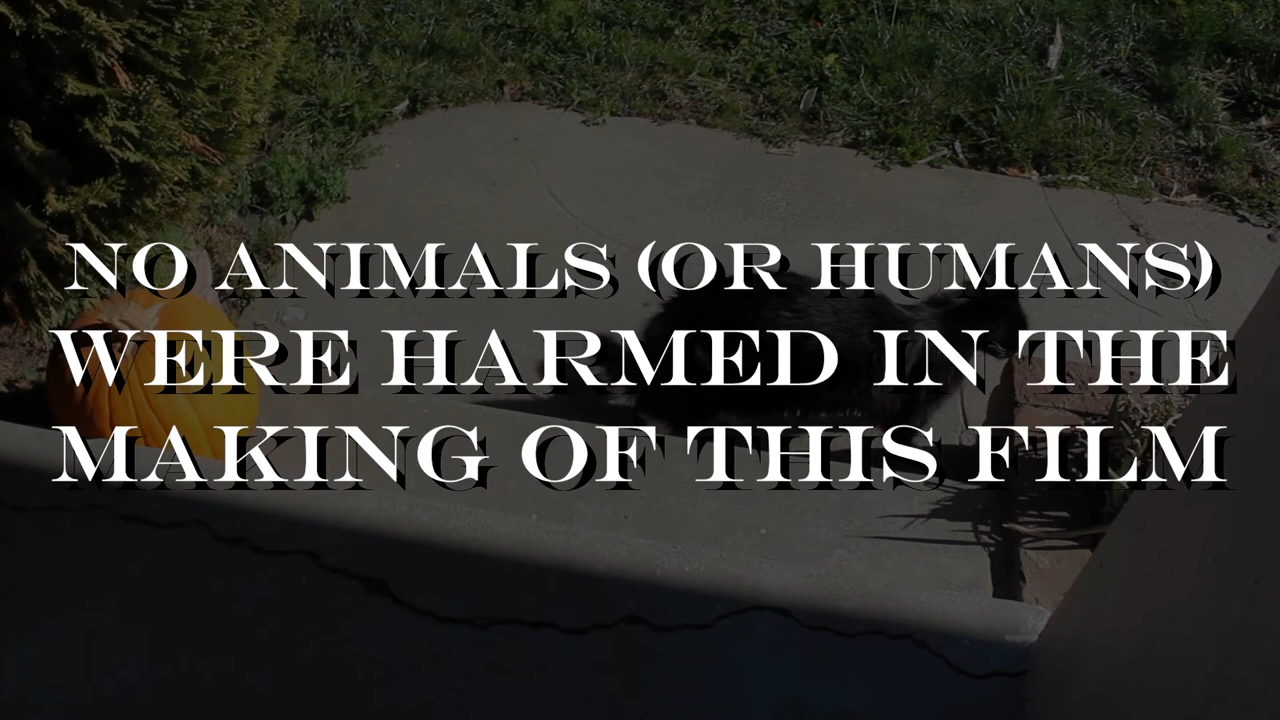 NO ANIMALS (OR HUMANS)
WERE HARMED IN THE
MAKING OF THIS FILM